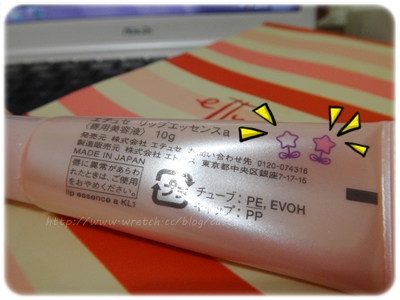 ette
エテュセ リップエッセンスa
〈唇用美容液〉 10g
発売元 株式会社 エテュセ お問い合わせ先 0120-074316
製造販売元 株式会社 エト 東京都中央区銀座7-17-16
MADE IN JAPAN
唇に異常があらわ
れたときは、ご使用
をおやめください。
lip essence a KL1
チューブ：PE, EVOH
キャップ：PP
http://www.wretch.cc/blog/